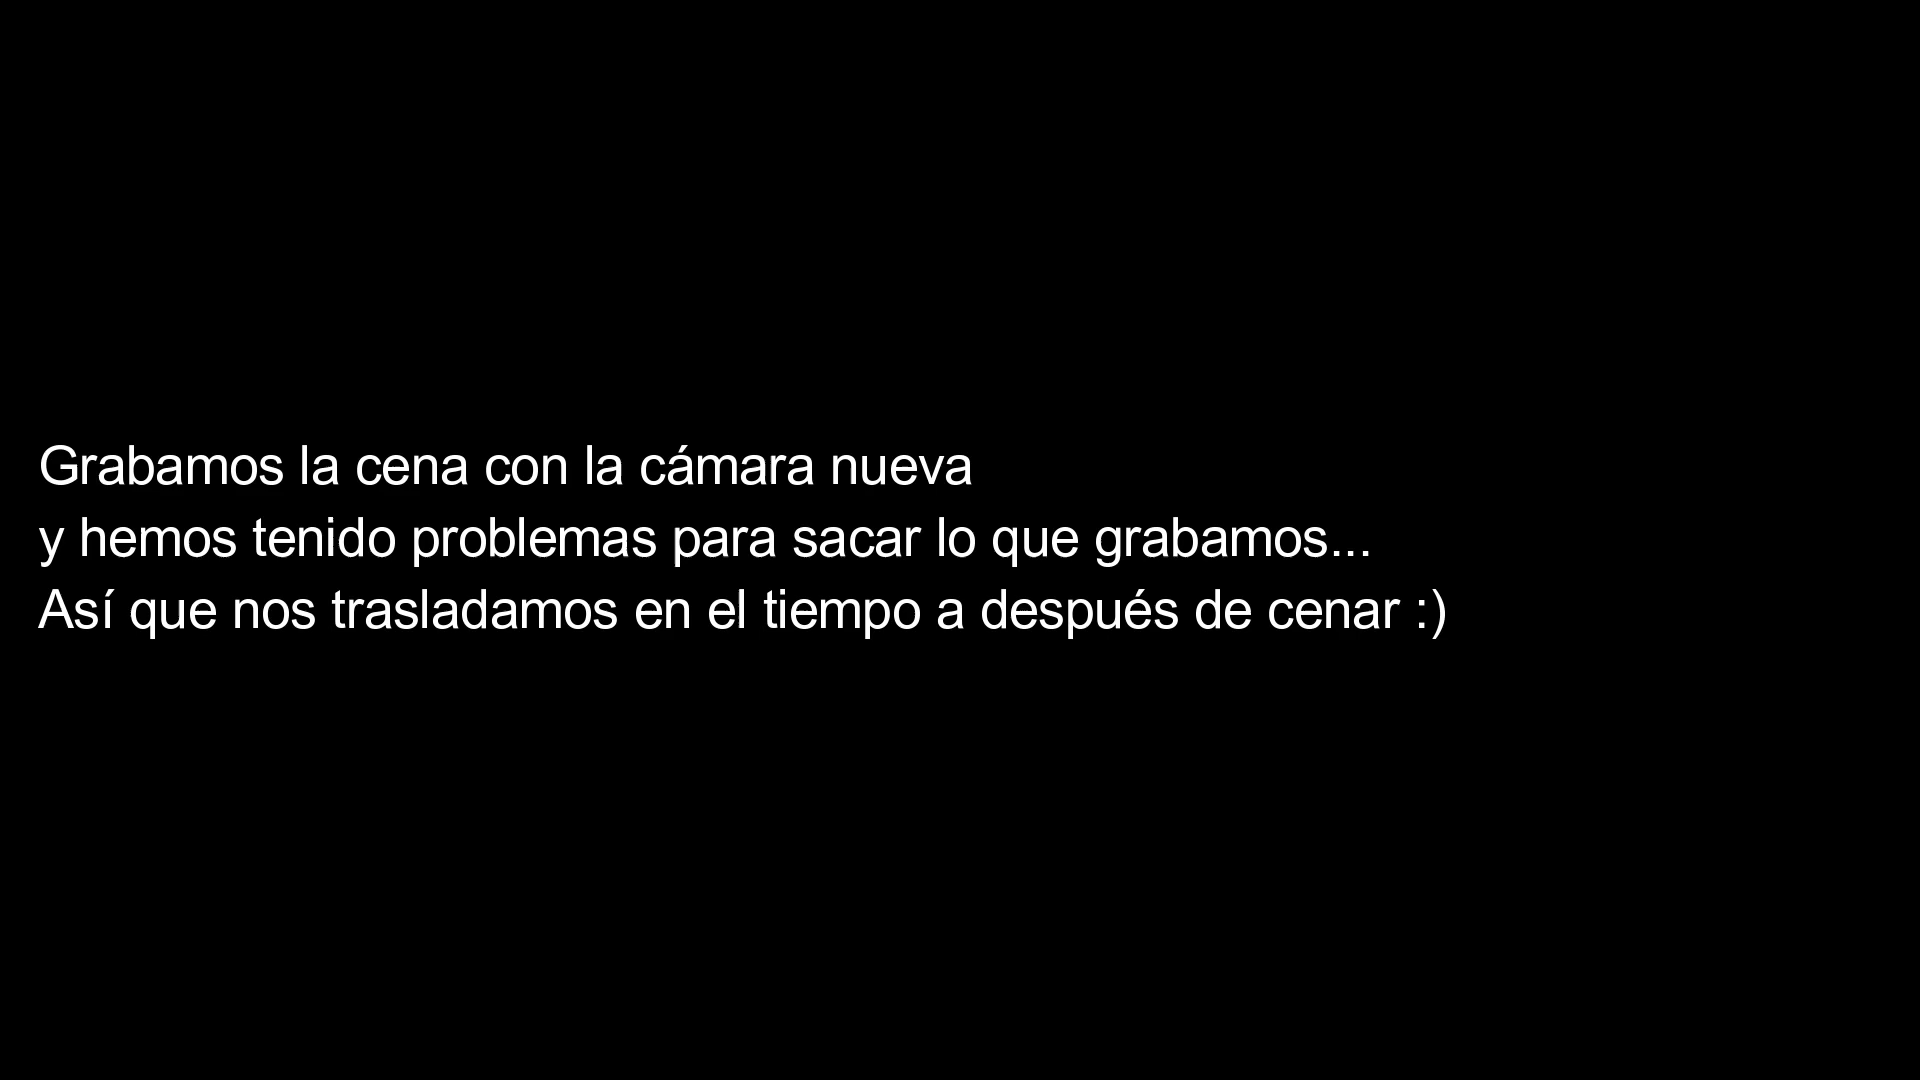 Grabamos la cena con la cámara nueva
y hemos tenido problemas para sacar lo que grabamos...
Así que nos trasladamos en el tiempo a después de cenar :)